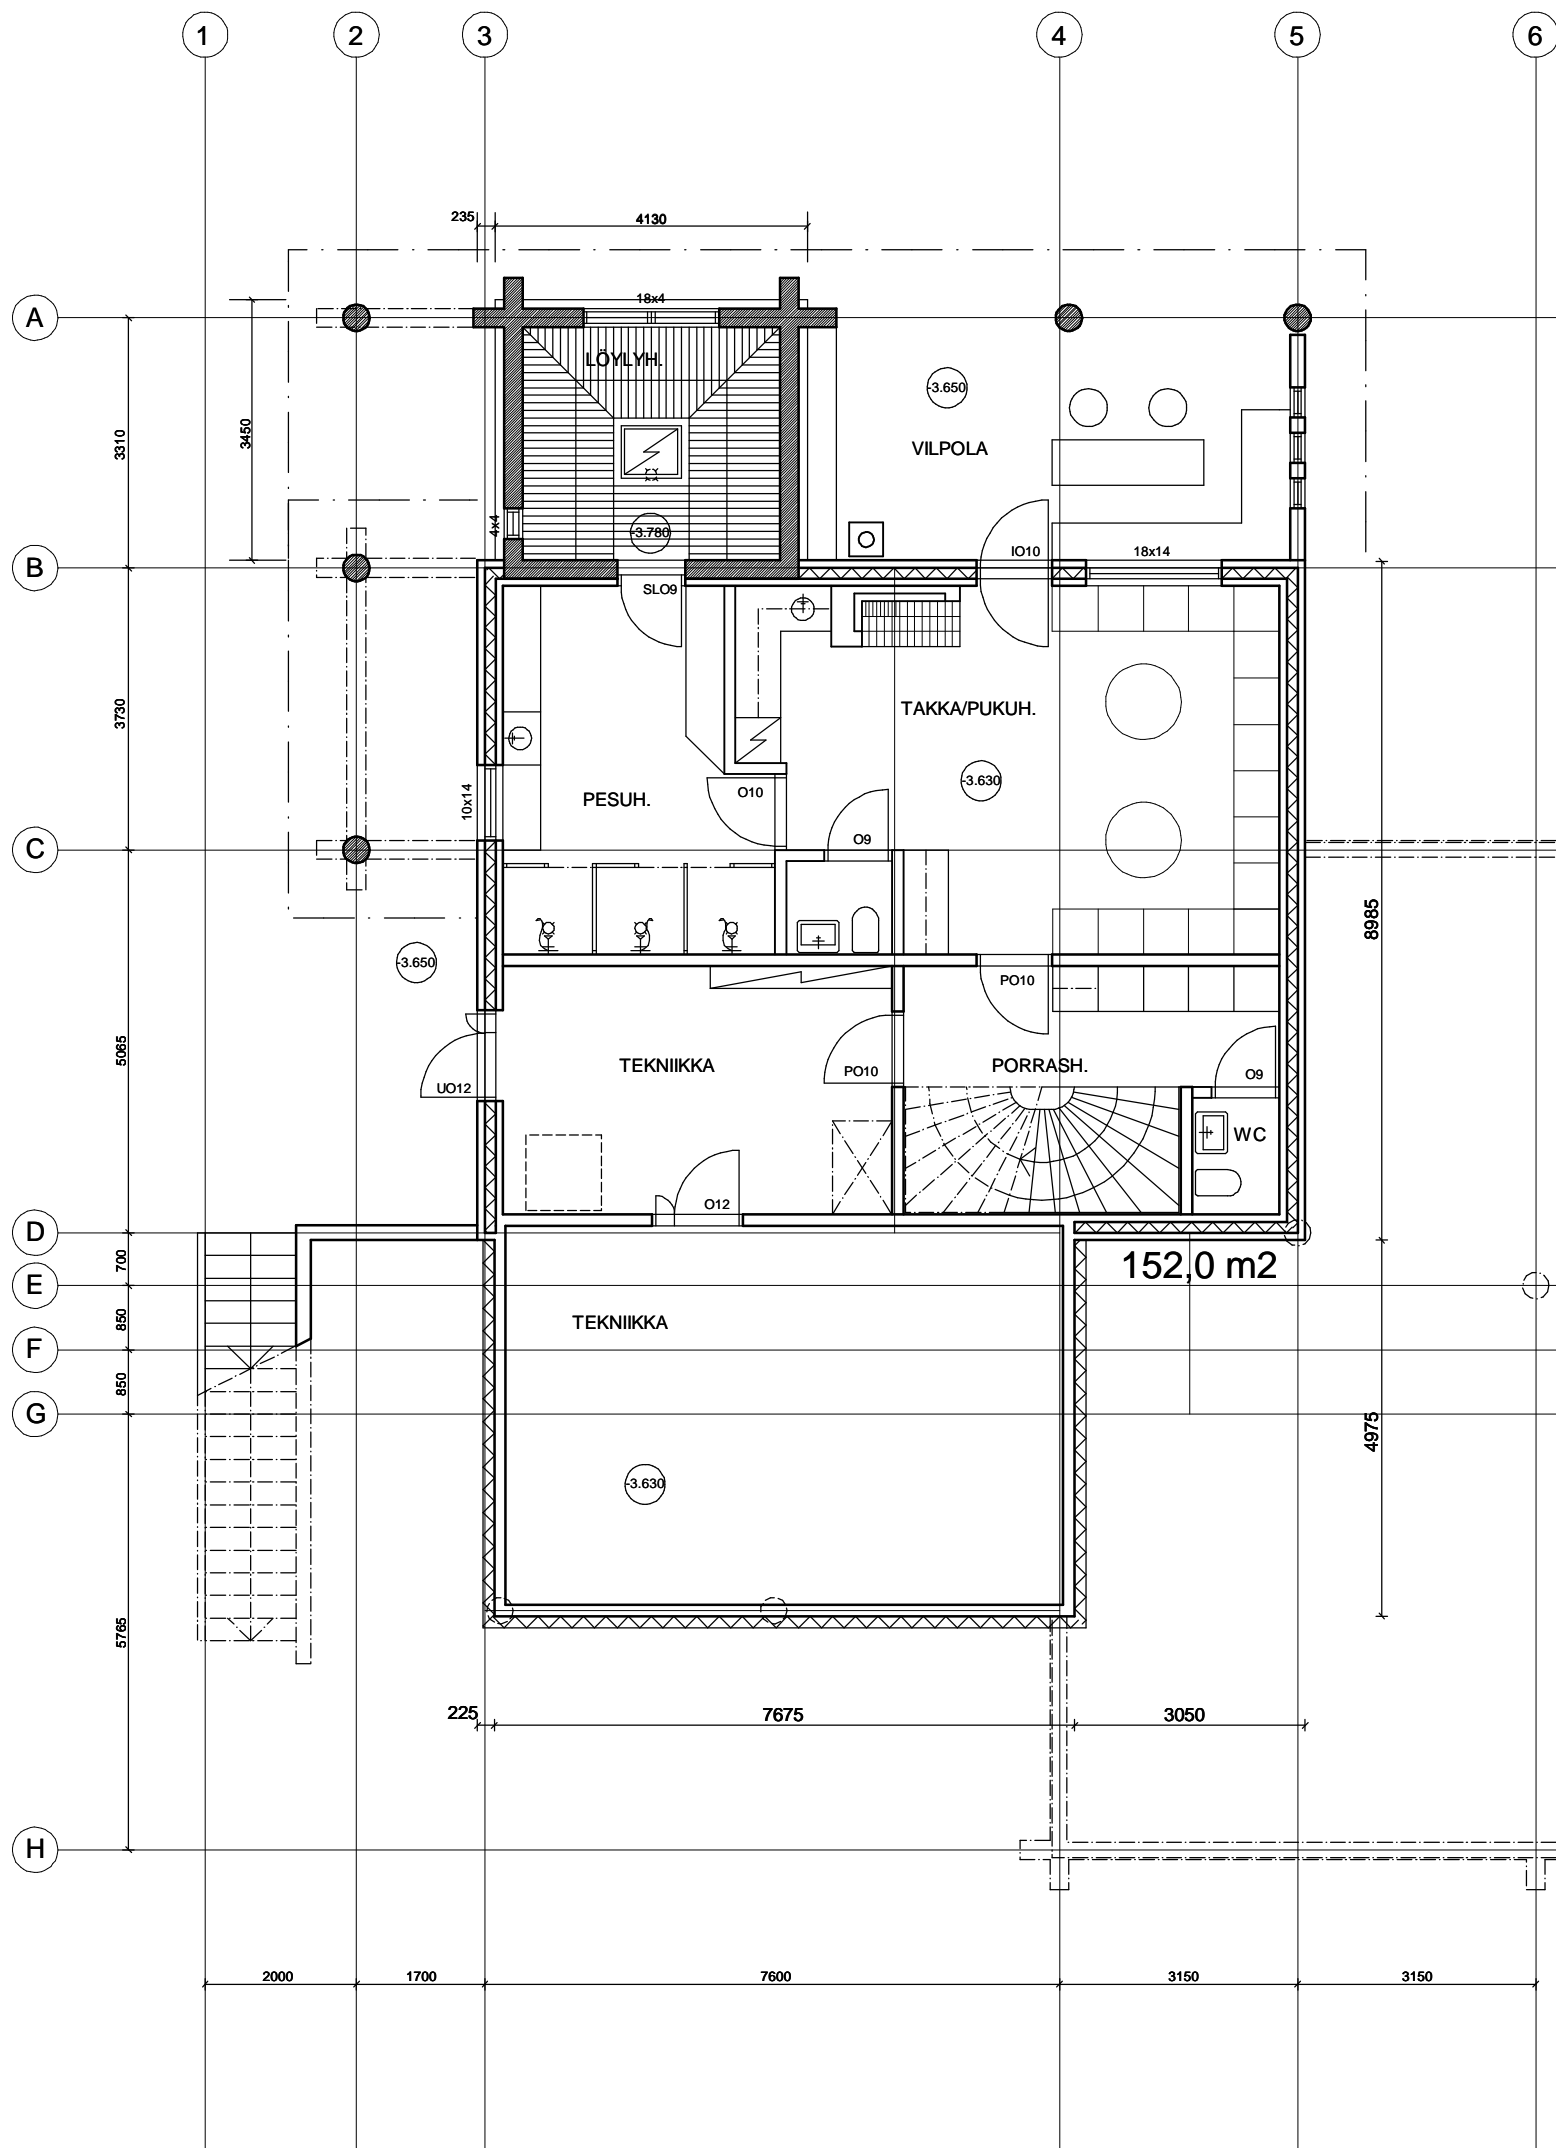 1 2 3 4 5 6
235 4130
A
18x4
LÖYLYH.
-3.650
3310 3450
VILPOLA
4x4 -3.780
IO10 18x14
B
SLO9
3730
TAKKA/PUKUH.
-3.630
10x14 PESUH. O10
O9
C
8985
-3.650
PO10
5065
TEKNIIKKA PO10 PORRASH. O9
UO12
WC
O12
D
700
152,0 m2
E
850
TEKNIIKKA
F
850
G
4975
-3.630
5765
225 7675 3050
H
2000 1700 7600 3150 3150